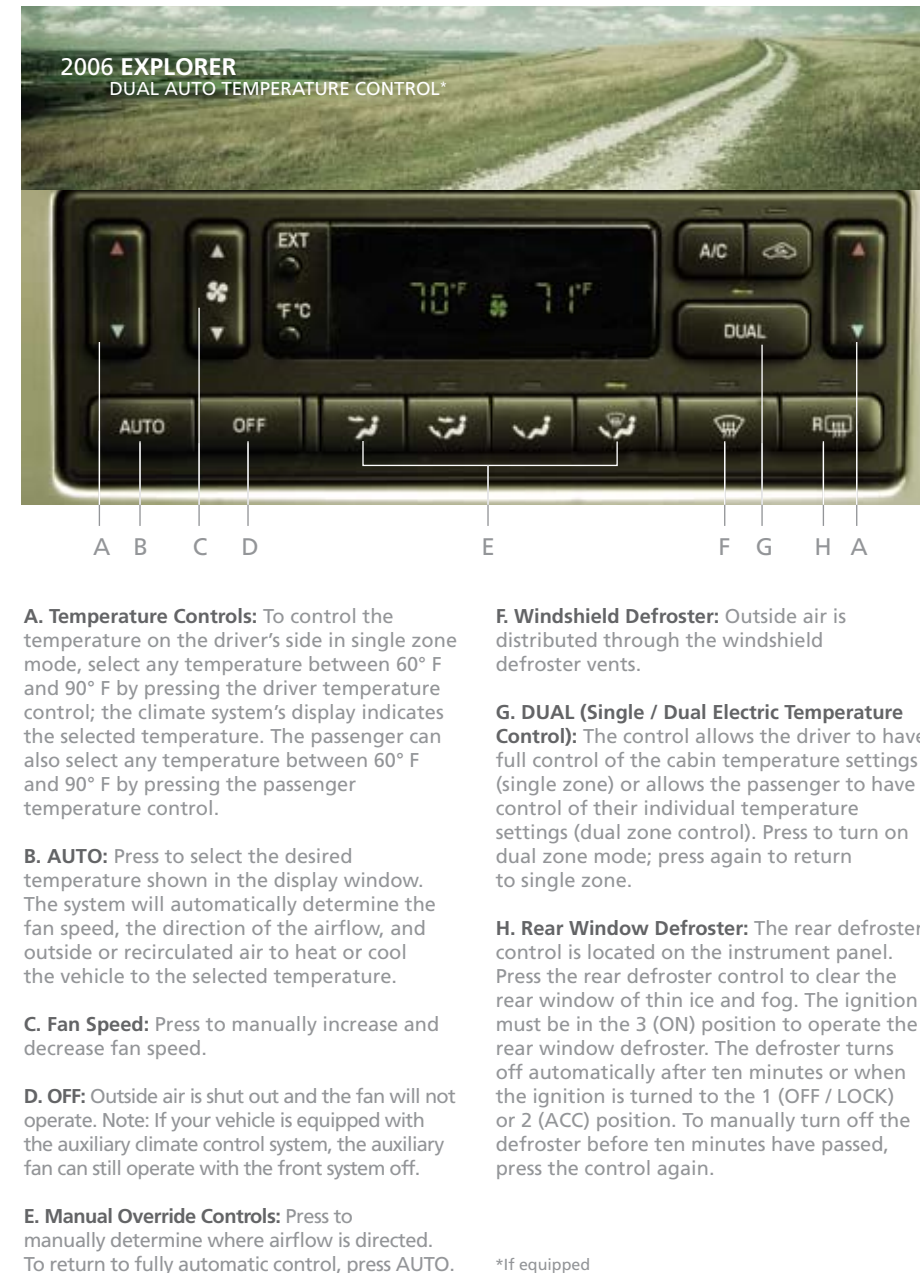 2006 EXPLORER
DUAL AUTO TEMPERATURE CONTROL*
EXT
A/C
70°F 71°F
°F °C
DUAL
AUTO OFF R
A B C D E F G H A
A. Temperature Controls: To control the
temperature on the driver's side in single zone
mode, select any temperature between 60° F
and 90° F by pressing the driver temperature
control; the climate system's display indicates
the selected temperature. The passenger can
also select any temperature between 60° F
and 90° F by pressing the passenger
temperature control.
B. AUTO: Press to select the desired
temperature shown in the display window.
The system will automatically determine the
fan speed, the direction of the airflow, and
outside or recirculated air to heat or cool
the vehicle to the selected temperature.
C. Fan Speed: Press to manually increase and
decrease fan speed.
D. OFF: Outside air is shut out and the fan will not
operate. Note: If your vehicle is equipped with
the auxiliary climate control system, the auxiliary
fan can still operate with the front system off.
E. Manual Override Controls: Press to
manually determine where airflow is directed.
To return to fully automatic control, press AUTO.
F. Windshield Defroster: Outside air is
distributed through the windshield
defroster vents.
G. DUAL (Single / Dual Electric Temperature
Control): The control allows the driver to have
full control of the cabin temperature settings
(single zone) or allows the passenger to have
control of their individual temperature
settings (dual zone control). Press to turn on
dual zone mode; press again to return
to single zone.
H. Rear Window Defroster: The rear defroster
control is located on the instrument panel.
Press the rear defroster control to clear the
rear window of thin ice and fog. The ignition
must be in the 3 (ON) position to operate the
rear window defroster. The defroster turns
off automatically after ten minutes or when
the ignition is turned to the 1 (OFF / LOCK)
or 2 (ACC) position. To manually turn off the
defroster before ten minutes have passed,
press the control again.
*If equipped